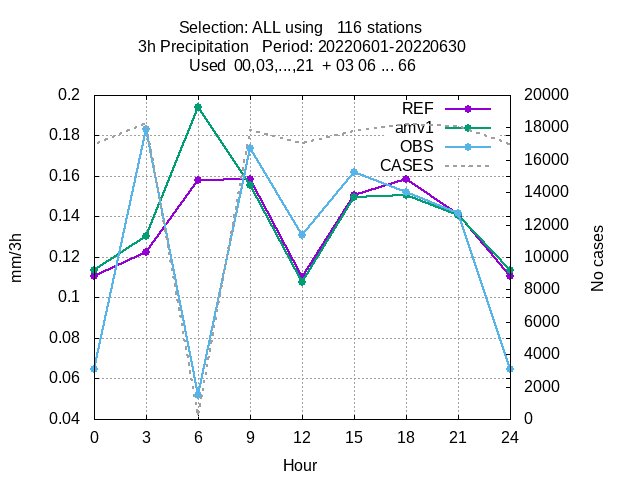 Selection: ALL using   116 stations
3h Precipitation   Period: 20220601-20220630
Used  00,03,...,21  + 03 06 ... 66
0.2
0.18
0.16
0.14
0.12
0.1
0.08
0.06
0.04
20000
18000
16000
14000
12000
10000
8000
6000
4000
2000
0
REF
amv1
OBS
CASES
mm/3h
No cases
0 3 6 9 12 15 18 21 24
Hour